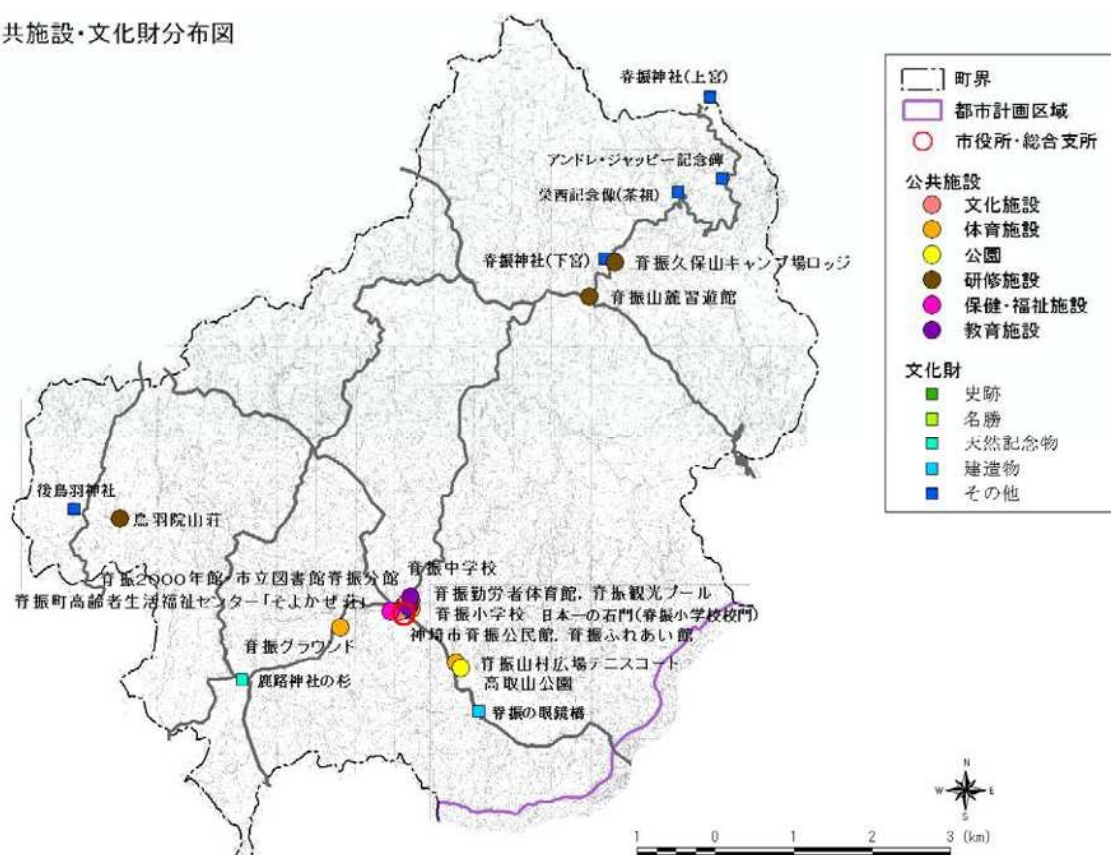 共施設・文化財分布図
脊振神社(上宮)
アンドレ・ジャッピー記念碑
栄西記念像(茶祖)
脊振神社(下宮)
脊振久保山キャンプ場ロッジ
脊振山麓習遊館
後鳥羽神社
鳥羽院山荘
脊振中学校
脊振2000年館・市立図書館脊振分館
脊振勤労者体育館、脊振観光プール
脊振町高齢者生活福祉センター「そよかぜ荘」
脊振小学校 日本一の石門(脊振小学校校門)
神埼市脊振公民館、脊振ふれあい館
脊振グラウンド
脊振山村広場テニスコート
高取山公園
鹿路神社の杉
脊振の眼鏡橋
町界
都市計画区域
市役所・総合支所
公共施設
文化施設
体育施設
公園
研修施設
保健・福祉施設
教育施設
文化財
史跡
名勝
天然記念物
建造物
その他
N
W E
S
1 0 1 2 3 (km)